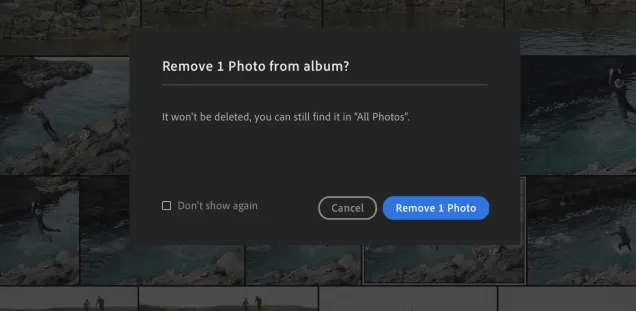 Remove 1 Photo from album?
It won't be deleted, you can still find it in "All Photos".
Don't show again
Cancel
Remove 1 Photo